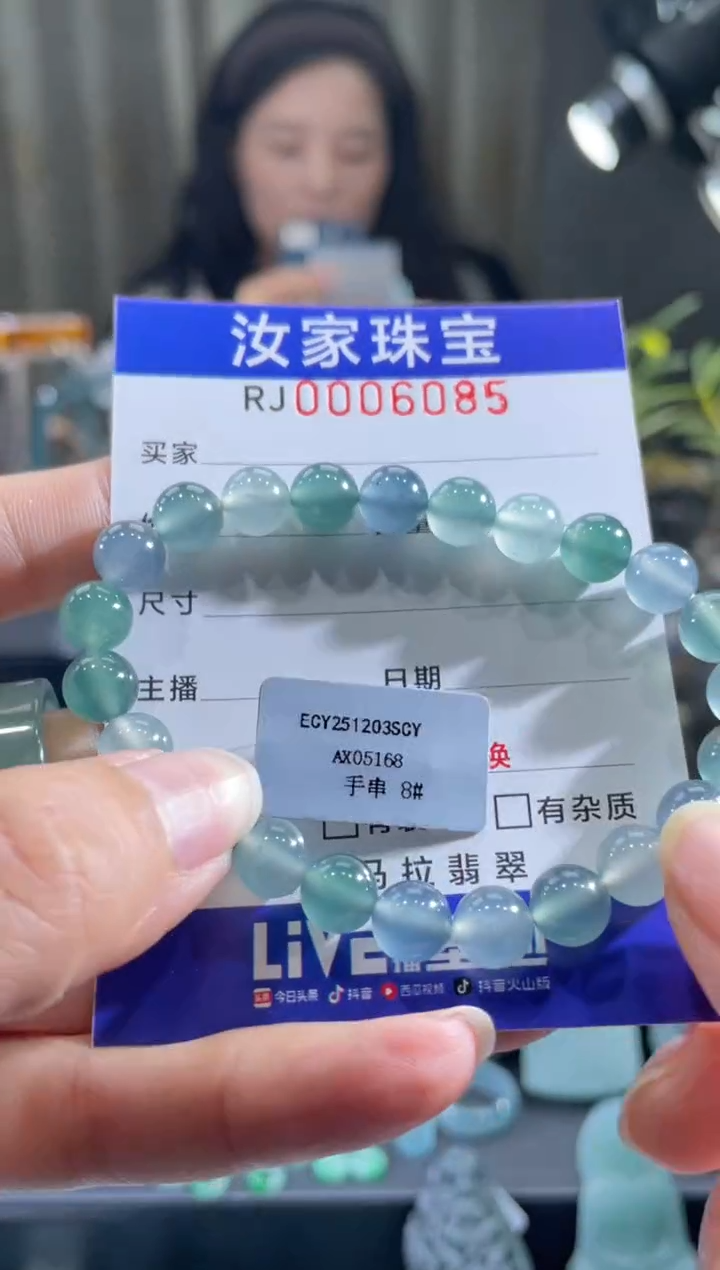 汝家珠宝
RJ0006085
买家
尺寸
主播
日期
ECY251203SCY
AX05168
手串 8#
换
有杂质
马拉翡翠
LiVE
今日头条 抖音 西瓜视频 抖音火山版